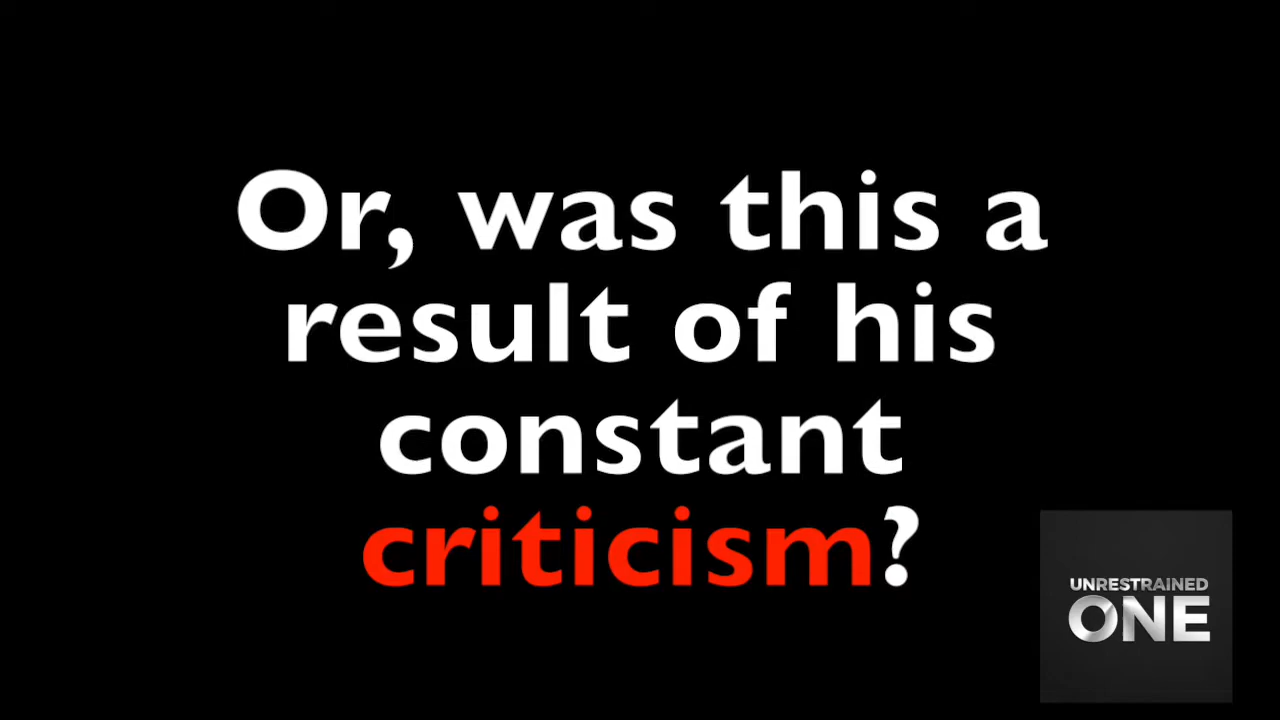 Or, was this a
result of his
constant
criticism?
UNRESTRAINED
ONE